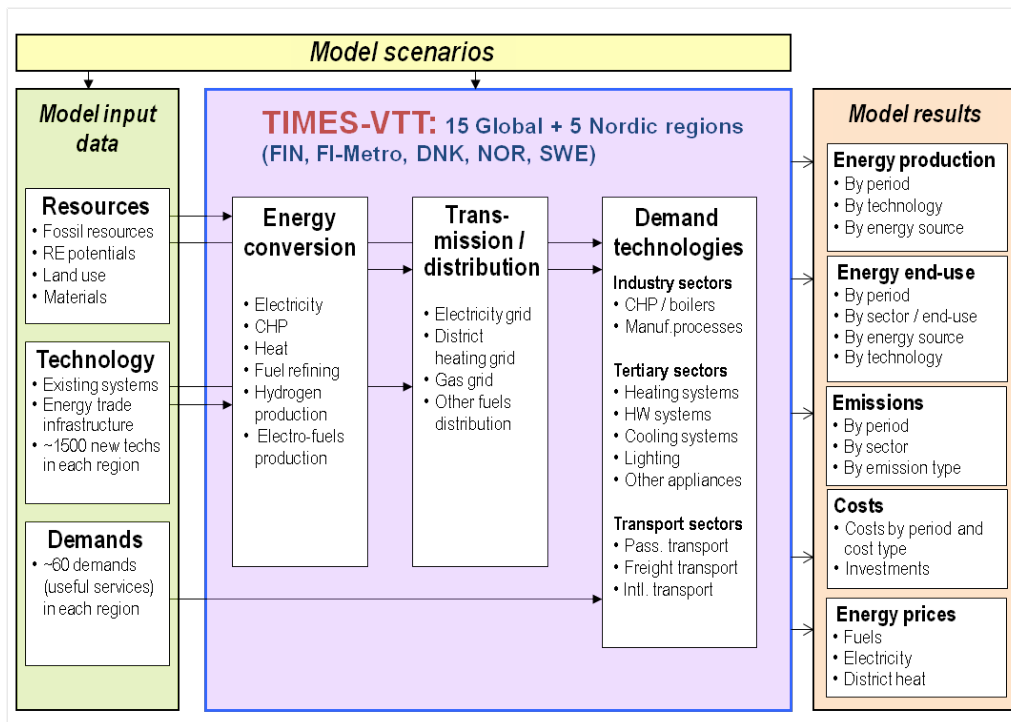 Model scenarios
Model input
data
Resources
• Fossil resources
• RE potentials
• Land use
• Materials
Technology
• Existing systems
• Energy trade
infrastructure
• ~1500 new techs
in each region
Demands
• ~60 demands
(useful services)
in each region
TIMES-VTT: 15 Global + 5 Nordic regions
(FIN, FI-Metro, DNK, NOR, SWE)
Energy
conversion
• Electricity
• CHP
• Heat
• Fuel refining
• Hydrogen
production
• Electro-fuels
production
Trans-
mission /
distribution
• Electricity grid
• District
heating grid
• Gas grid
• Other fuels
distribution
Demand
technologies
Industry sectors
• CHP / boilers
• Manuf.processes
Tertiary sectors
• Heating systems
• HW systems
• Cooling systems
• Lighting
• Other appliances
Transport sectors
• Pass. transport
• Freight transport
• Intl. transport
Model results
Energy production
• By period
• By technology
• By energy source
Energy end-use
• By period
• By sector / end-use
• By energy source
• By technology
Emissions
• By period
• By sector
• By emission type
Costs
• Costs by period and
cost type
• Investments
Energy prices
• Fuels
• Electricity
• District heat